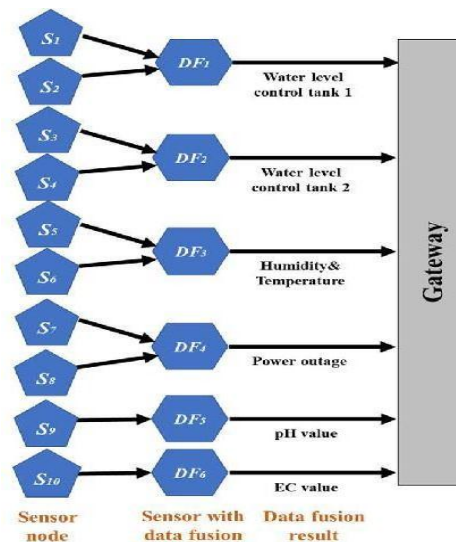 S1
S2
DF1
Water level
control tank 1
S3
S4
DF2
Water level
control tank 2
S5
S6
DF3
Humidity&
Temperature
S7
S8
DF4
Power outage
S9
DF5
pH value
S10
DF6
EC value
Gateway
Sensor
node
Sensor with
data fusion
Data fusion
result